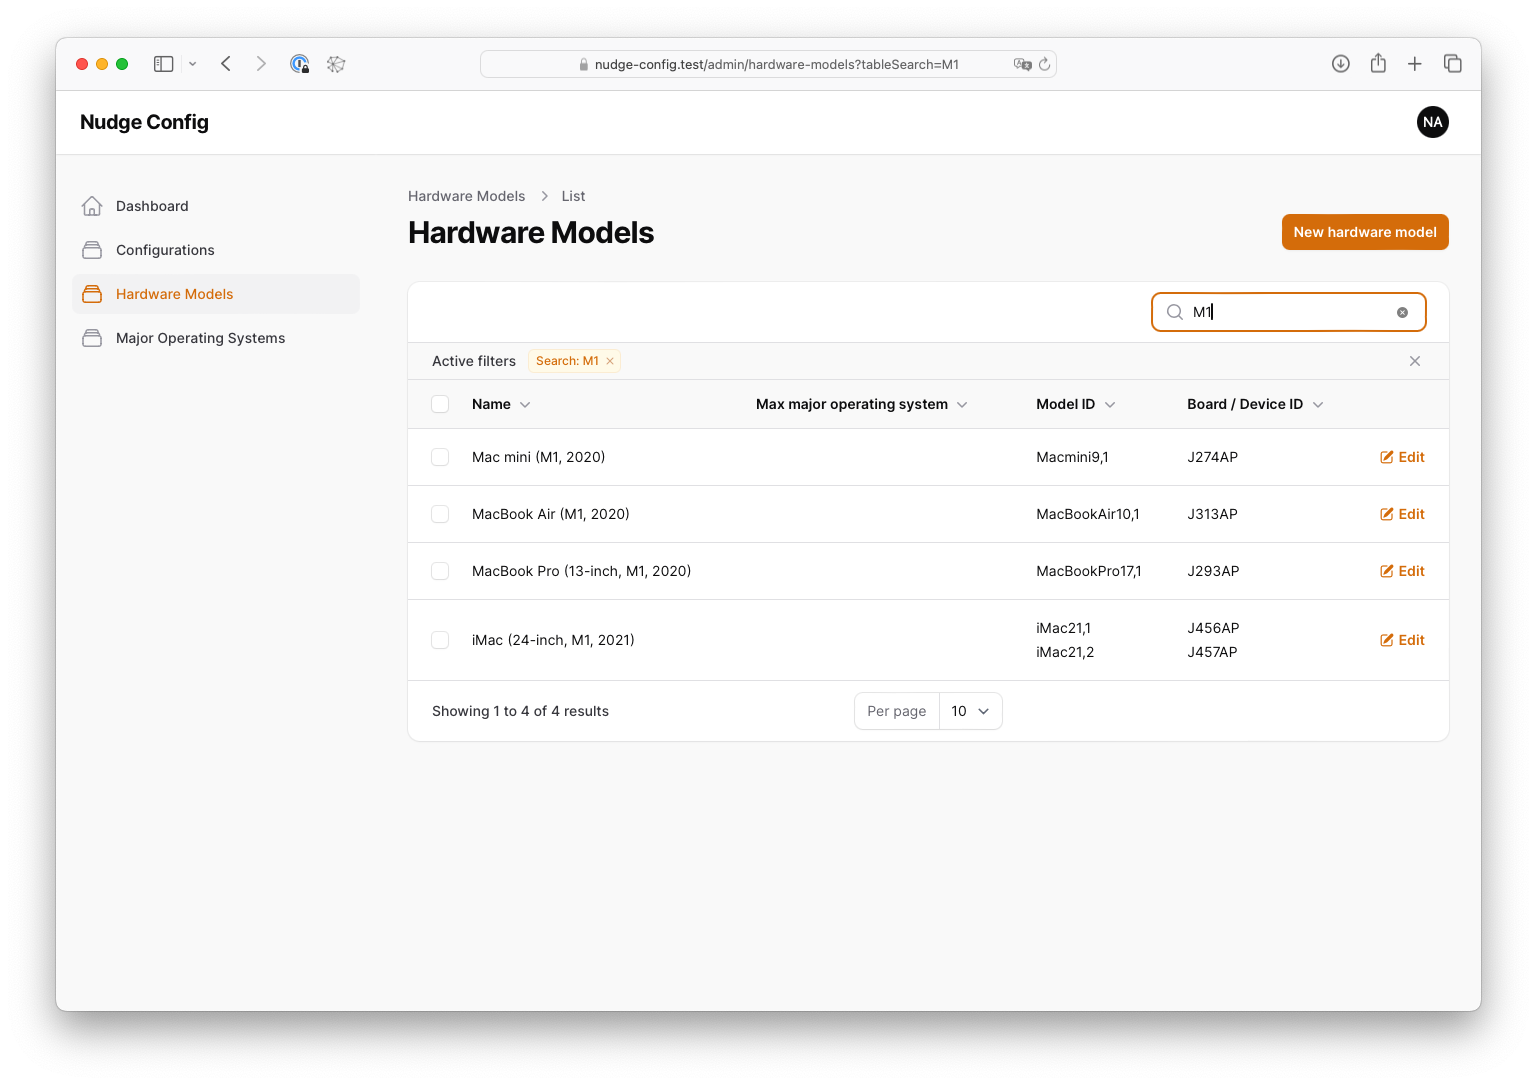 nudge-config.test/admin/hardware-models?tableSearch=M1
Nudge Config
NA
Dashboard
Configurations
Hardware Models
Major Operating Systems
Hardware Models > List
Hardware Models
New hardware model
M1
Active filters Search: M1
Name Max major operating system Model ID Board / Device ID
Mac mini (M1, 2020) Macmini9,1 J274AP Edit
MacBook Air (M1, 2020) MacBookAir10,1 J313AP Edit
MacBook Pro (13-inch, M1, 2020) MacBookPro17,1 J293AP Edit
iMac (24-inch, M1, 2021) iMac21,1 J456AP Edit
iMac21,2 J457AP
Showing 1 to 4 of 4 results Per page 10